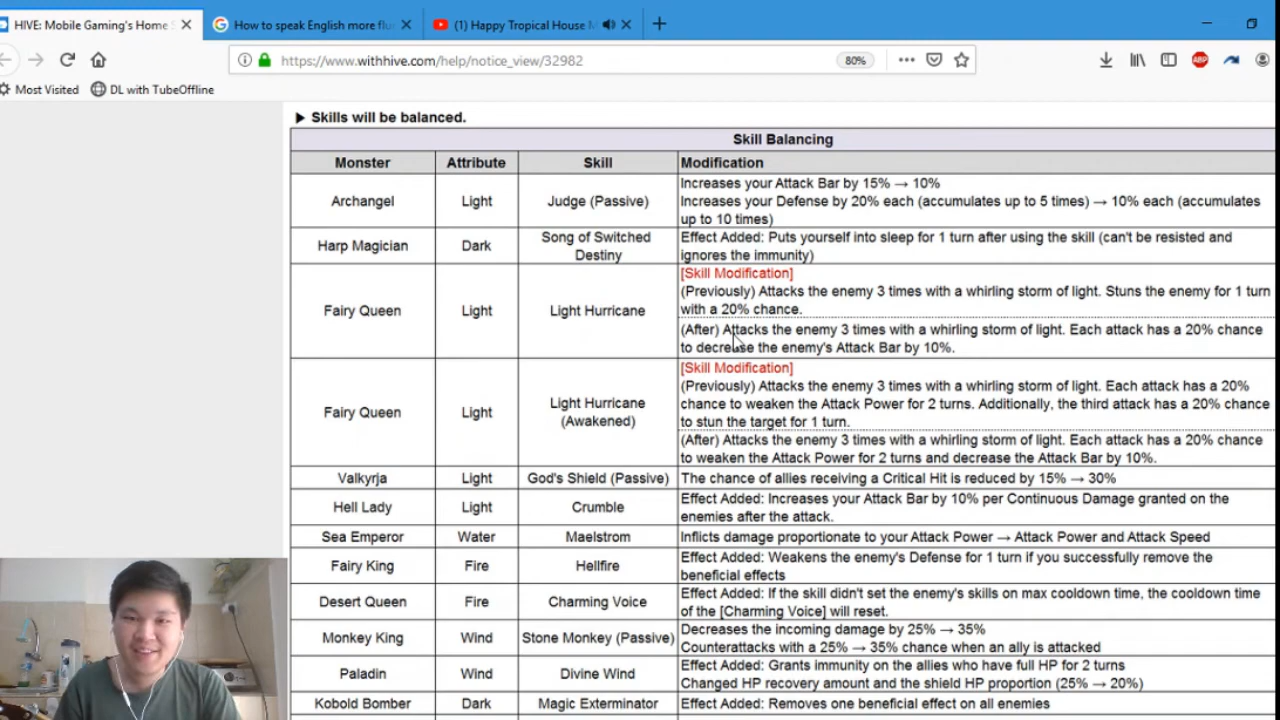 HIVE: Mobile Gaming's Home S
How to speak English more flu
(1) Happy Tropical House M
https://www.withhive.com/help/notice_view/32982
80%
ABP
Most Visited
DL with TubeOffline
▶ Skills will be balanced.
Skill Balancing
Monster Attribute Skill Modification
Archangel Light Judge (Passive)
Increases your Attack Bar by 15% → 10%
Increases your Defense by 20% each (accumulates up to 5 times) → 10% each (accumulates
up to 10 times)
Harp Magician Dark
Song of Switched
Destiny
Effect Added: Puts yourself into sleep for 1 turn after using the skill (can't be resisted and
ignores the immunity)
Fairy Queen Light Light Hurricane
[Skill Modification]
(Previously) Attacks the enemy 3 times with a whirling storm of light. Stuns the enemy for 1 turn
with a 20% chance.
(After) Attacks the enemy 3 times with a whirling storm of light. Each attack has a 20% chance
to decrease the enemy's Attack Bar by 10%.
Fairy Queen Light
Light Hurricane
(Awakened)
[Skill Modification]
(Previously) Attacks the enemy 3 times with a whirling storm of light. Each attack has a 20%
chance to weaken the Attack Power for 2 turns. Additionally, the third attack has a 20% chance
to stun the target for 1 turn.
(After) Attacks the enemy 3 times with a whirling storm of light. Each attack has a 20% chance
to weaken the Attack Power for 2 turns and decrease the Attack Bar by 10%.
Valkyrja Light God's Shield (Passive) The chance of allies receiving a Critical Hit is reduced by 15% → 30%
Hell Lady Light Crumble
Effect Added: Increases your Attack Bar by 10% per Continuous Damage granted on the
enemies after the attack.
Sea Emperor Water Maelstrom Inflicts damage proportionate to your Attack Power → Attack Power and Attack Speed
Fairy King Fire Hellfire
Effect Added: Weakens the enemy's Defense for 1 turn if you successfully remove the
beneficial effects
Desert Queen Fire Charming Voice
Effect Added: If the skill didn't set the enemy's skills on max cooldown time, the cooldown time
of the [Charming Voice] will reset.
Monkey King Wind Stone Monkey (Passive)
Decreases the incoming damage by 25% → 35%
Counterattacks with a 25% → 35% chance when an ally is attacked
Paladin Wind Divine Wind
Effect Added: Grants immunity on the allies who have full HP for 2 turns
Changed HP recovery amount and the shield HP proportion (25% → 20%)
Kobold Bomber Dark Magic Exterminator Effect Added: Removes one beneficial effect on all enemies